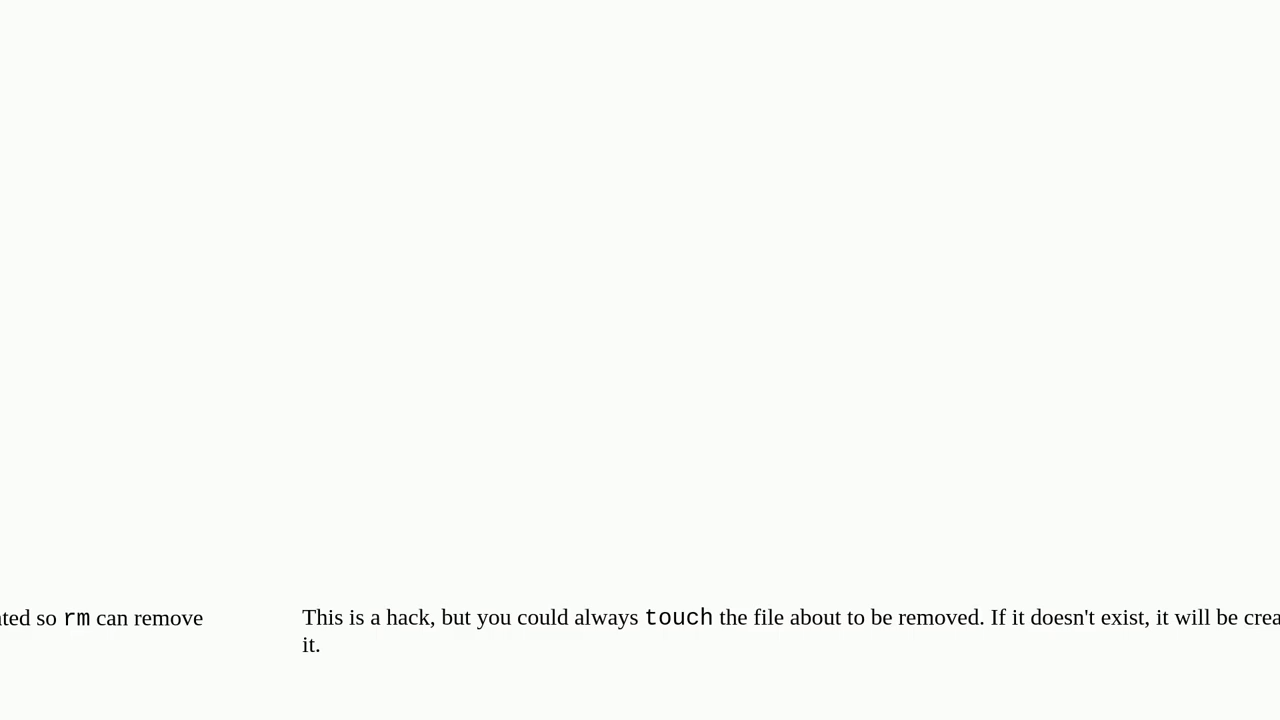 ted so rm can remove
This is a hack, but you could always touch the file about to be removed. If it doesn't exist, it will be crea
it.